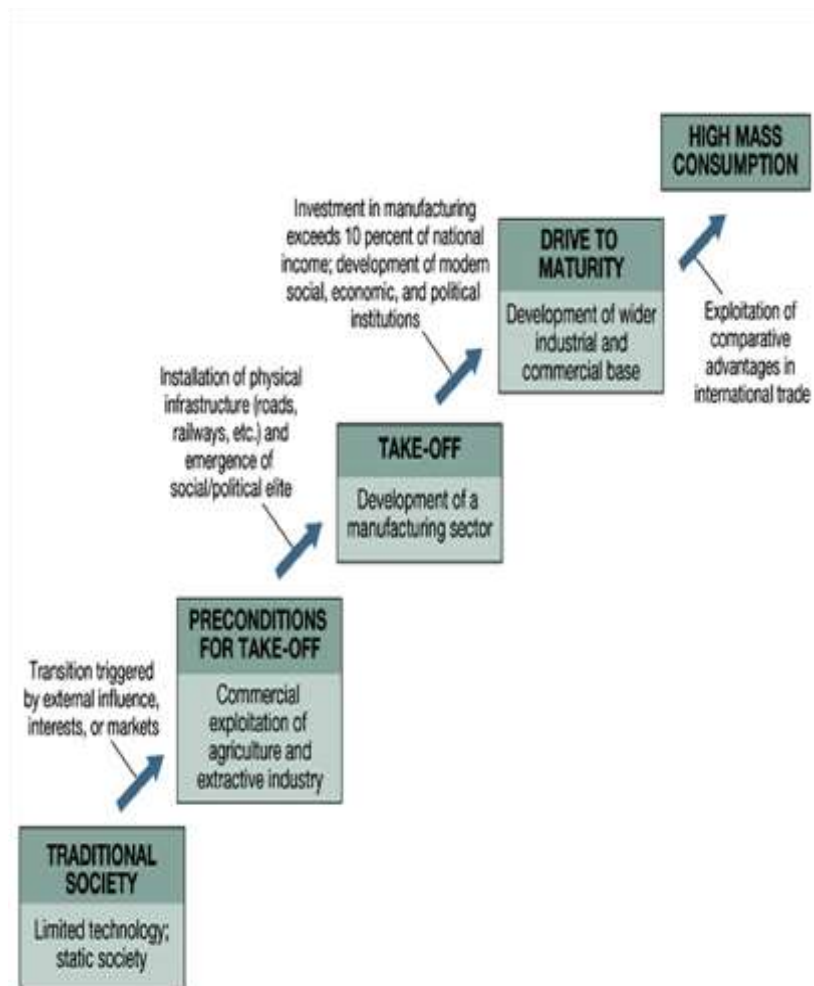 HIGH MASS
CONSUMPTION
Investment in manufacturing
exceeds 10 percent of national
income; development of modern
social, economic, and political
institutions
DRIVE TO
MATURITY
Development of wider
industrial and
commercial base
Exploitation of
comparative
advantages in
international trade
Installation of physical
infrastructure (roads,
railways, etc.) and
emergence of
social/political elite
TAKE-OFF
Development of a
manufacturing sector
PRECONDITIONS
FOR TAKE-OFF
Commercial
exploitation of
agriculture and
extractive industry
Transition triggered
by external influence,
interests, or markets
TRADITIONAL
SOCIETY
Limited technology;
static society